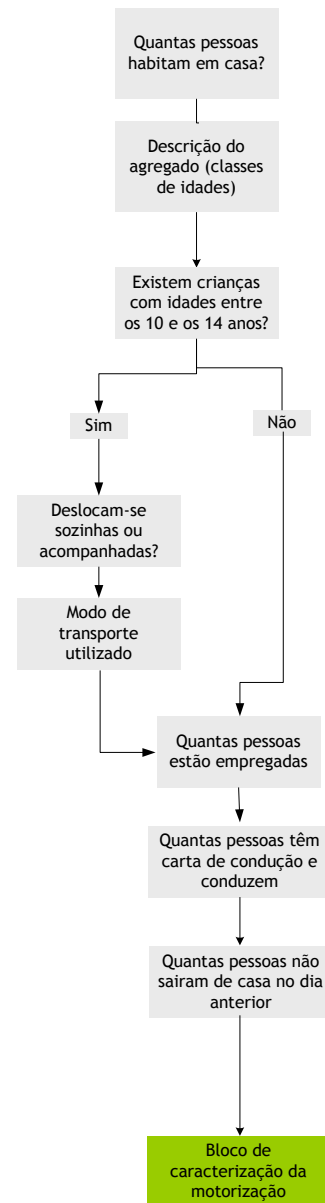 Quantas pessoas
habitam em casa?
Descrição do
agregado (classes
de idades)
Existem crianças
com idades entre
os 10 e os 14 anos?
Sim
Não
Deslocam-se
sozinhas ou
acompanhadas?
Modo de
transporte
utilizado
Quantas pessoas
estão empregadas
Quantas pessoas têm
carta de condução e
conduzem
Quantas pessoas não
sairam de casa no dia
anterior
Bloco de
caracterização da
motorização